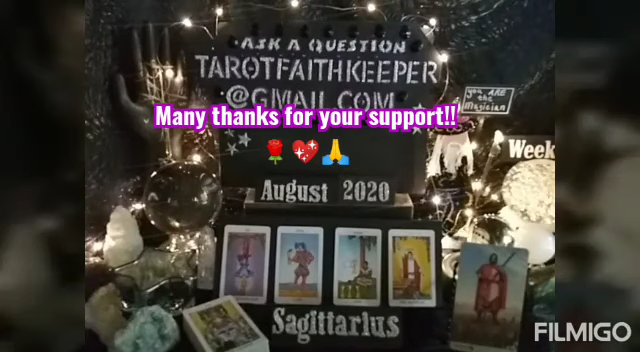 ASK A QUESTION
TAROTFAITHKEEPER
@GMAIL.COM
Many thanks for your support!!
you ARE
the
Magician
Week
August 2020
Sagittarius
FILMIGO